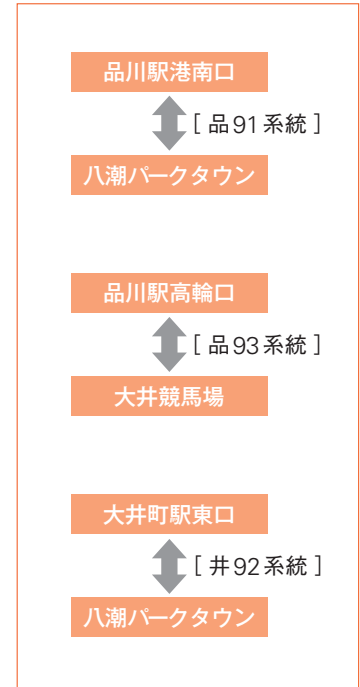 品川駅港南口
［ 品91系統 ］
八潮パークタウン
品川駅高輪口
［ 品93系統 ］
大井競馬場
大井町駅東口
［ 井92系統 ］
八潮パークタウン